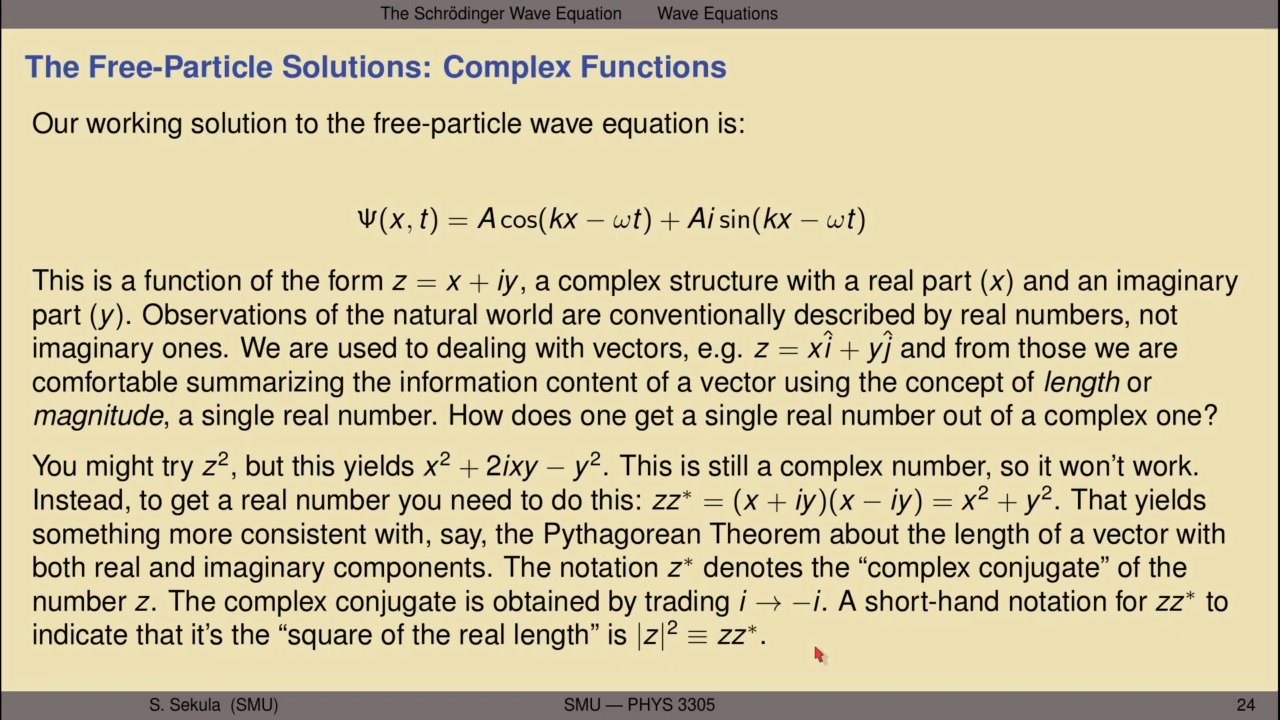 The Schrödinger Wave Equation Wave Equations
The Free-Particle Solutions: Complex Functions
Our working solution to the free-particle wave equation is:
Ψ(x, t) = A cos(kx − ωt) + Ai sin(kx − ωt)
This is a function of the form z = x + iy, a complex structure with a real part (x) and an imaginary
part (y). Observations of the natural world are conventionally described by real numbers, not
imaginary ones. We are used to dealing with vectors, e.g. z = xî + yĵ and from those we are
comfortable summarizing the information content of a vector using the concept of length or
magnitude, a single real number. How does one get a single real number out of a complex one?
You might try z², but this yields x² + 2ixy − y². This is still a complex number, so it won't work.
Instead, to get a real number you need to do this: zz* = (x + iy)(x − iy) = x² + y². That yields
something more consistent with, say, the Pythagorean Theorem about the length of a vector with
both real and imaginary components. The notation z* denotes the “complex conjugate” of the
number z. The complex conjugate is obtained by trading i → −i. A short-hand notation for zz* to
indicate that it's the “square of the real length” is |z|² ≡ zz*.
S. Sekula (SMU) SMU — PHYS 3305 24